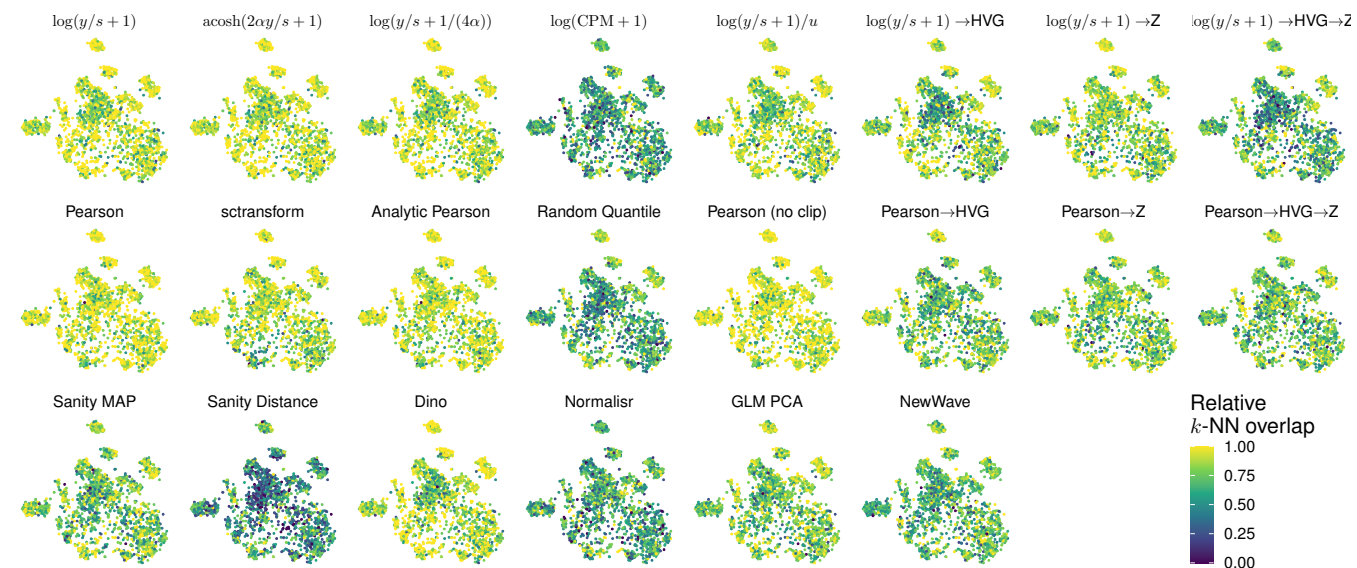 log(y/s + 1) acosh(2αy/s + 1) log(y/s + 1/(4α)) log(CPM + 1) log(y/s + 1)/u log(y/s + 1) →HVG log(y/s + 1) →Z log(y/s + 1) →HVG→Z
Pearson sctransform Analytic Pearson Random Quantile Pearson (no clip) Pearson→HVG Pearson→Z Pearson→HVG→Z
Sanity MAP Sanity Distance Dino Normalisr GLM PCA NewWave
Relative
k-NN overlap
1.00
0.75
0.50
0.25
0.00